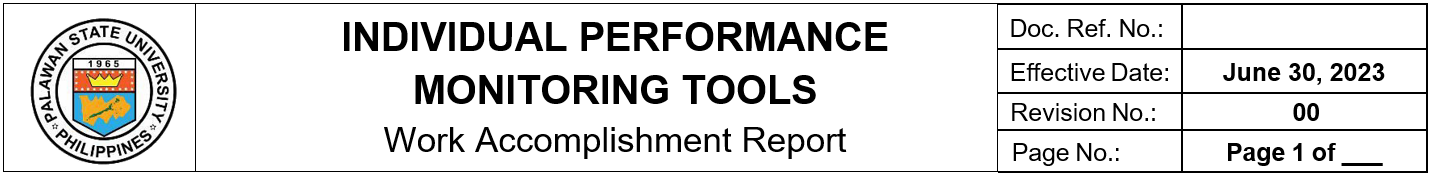 PALAWAN STATE UNIVERSITY
PHILIPPINES
1965
INDIVIDUAL PERFORMANCE
MONITORING TOOLS
Work Accomplishment Report
Doc. Ref. No.:
Effective Date: June 30, 2023
Revision No.: 00
Page No.: Page 1 of ___